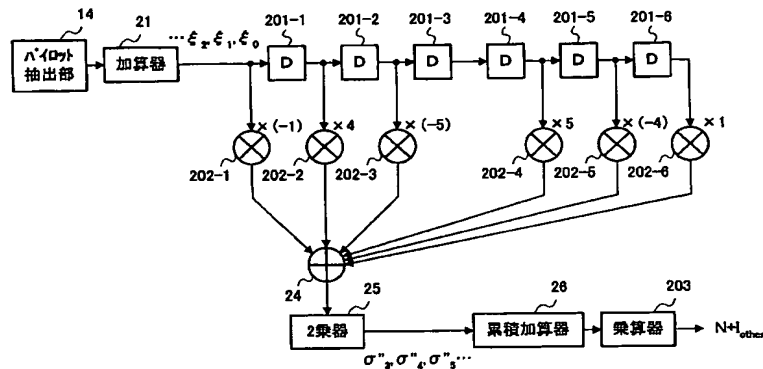 14
21
パイロット
抽出部
加算器
…ξ2, ξ1, ξ0
201-1
201-2
201-3
201-4
201-5
201-6
D
D
D
D
D
D
×(-1)
×4
×(-5)
×5
×(-4)
×1
202-1
202-2
202-3
202-4
202-5
202-6
24
25
26
203
2乗器
累積加算器
乗算器
N+Iother
σ"3, σ"4, σ"5…